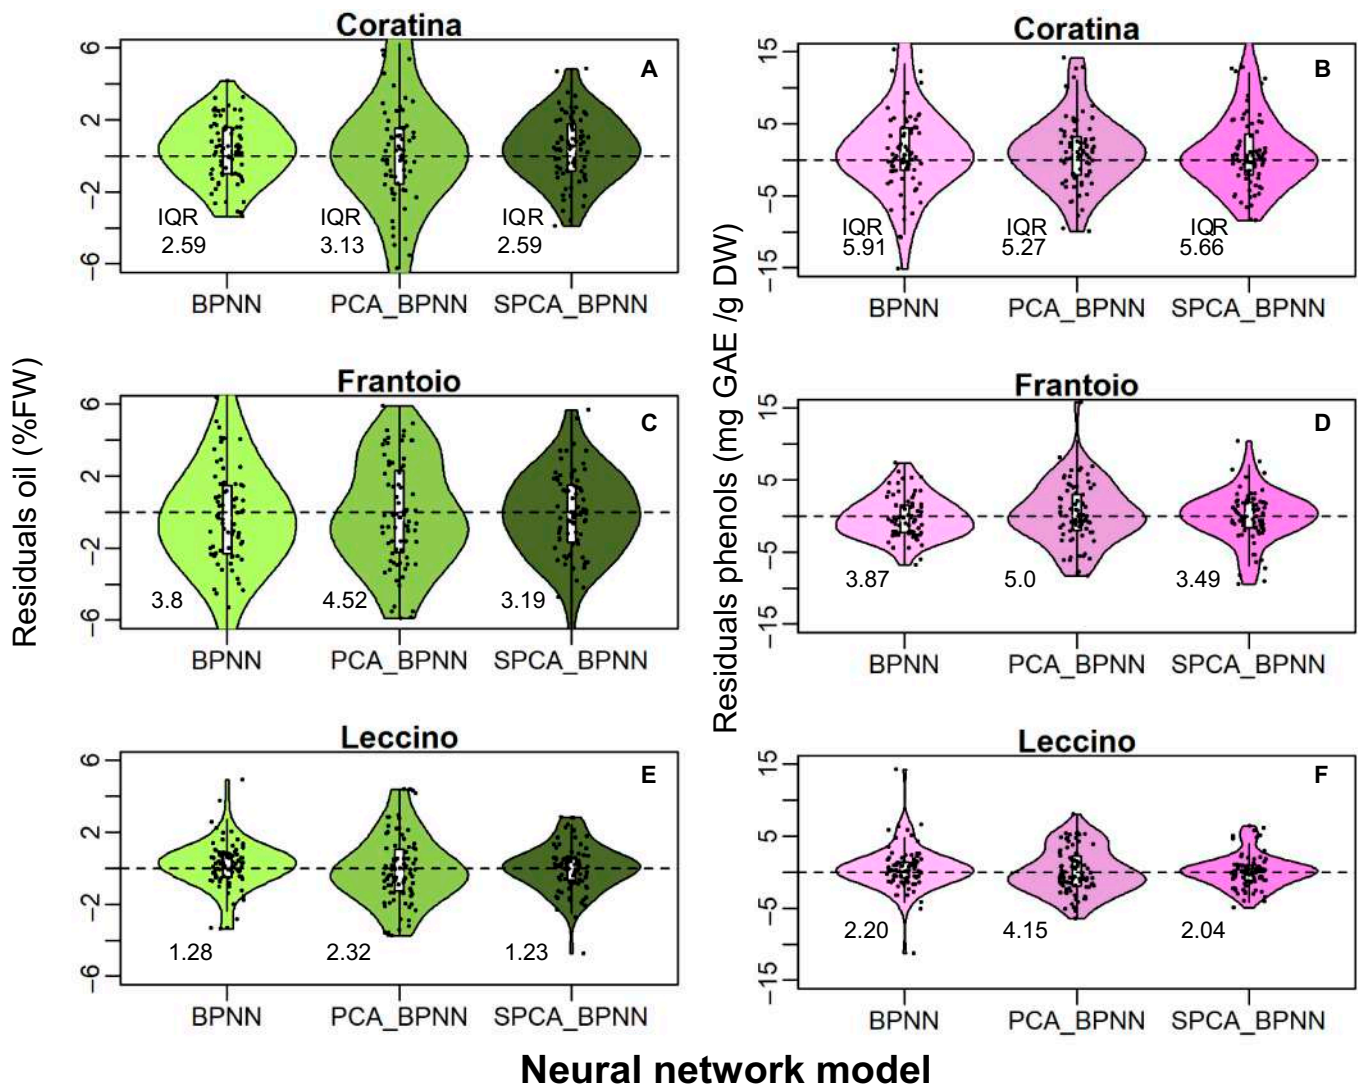 Coratina
A
6
2
−2
−6
IQR
2.59
IQR
3.13
IQR
2.59
BPNN
PCA_BPNN
SPCA_BPNN
Coratina
B
15
5
−5
−15
IQR
5.91
IQR
5.27
IQR
5.66
BPNN
PCA_BPNN
SPCA_BPNN
Residuals oil (%FW)
Residuals phenols (mg GAE /g DW)
Frantoio
C
6
2
−2
−6
3.8
4.52
3.19
BPNN
PCA_BPNN
SPCA_BPNN
Frantoio
D
15
5
−5
−15
3.87
5.0
3.49
BPNN
PCA_BPNN
SPCA_BPNN
Leccino
E
6
2
−2
−6
1.28
2.32
1.23
BPNN
PCA_BPNN
SPCA_BPNN
Leccino
F
15
5
−5
−15
2.20
4.15
2.04
BPNN
PCA_BPNN
SPCA_BPNN
Neural network model